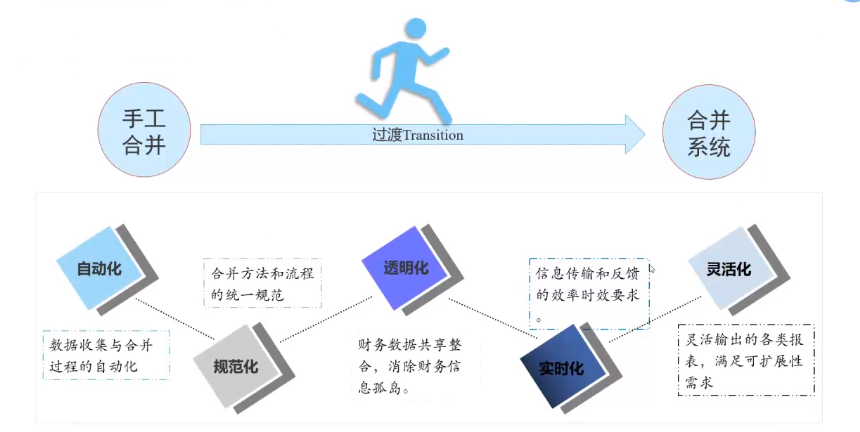 手工
合并
过渡Transition
合并
系统
自动化
数据收集与合并
过程的自动化
合并方法和流程
的统一规范
规范化
透明化
财务数据共享整
合，消除财务信
息孤岛。
信息传输和反馈
的效率时效要求
。
实时化
灵活化
灵活输出的各类报
表，满足可扩展性
需求